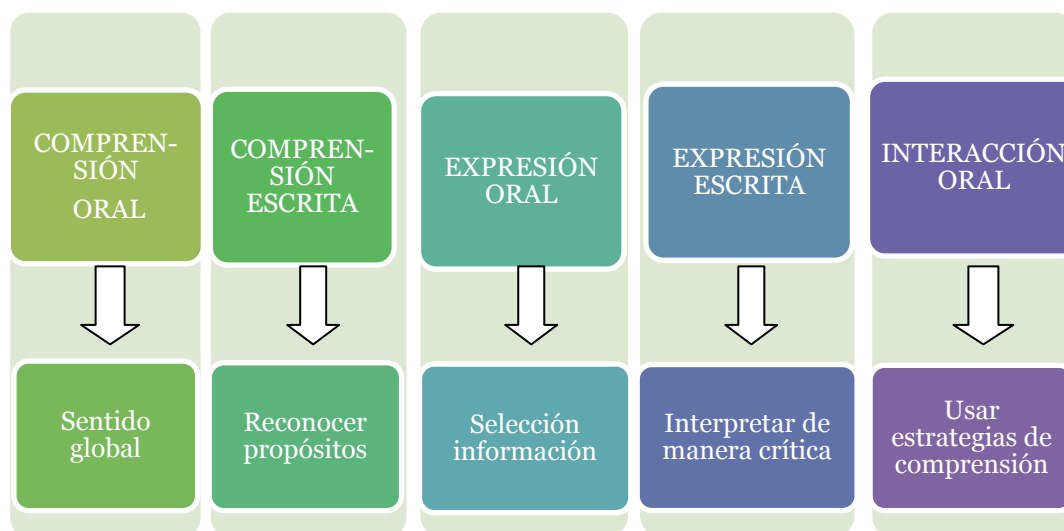 COMPREN-
SIÓN
ORAL
COMPREN-
SIÓN
ESCRITA
EXPRESIÓN
ORAL
EXPRESIÓN
ESCRITA
INTERACCIÓN
ORAL
Sentido
global
Reconocer
propósitos
Selección
información
Interpretar de
manera crítica
Usar
estrategias de
comprensión